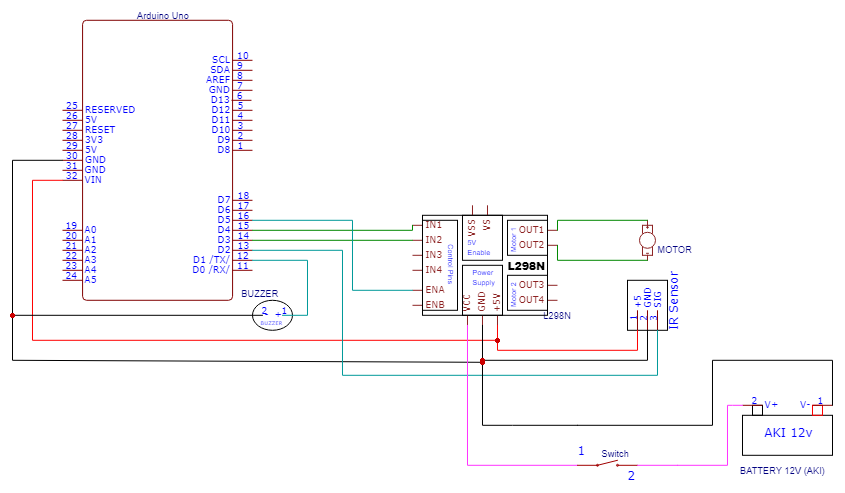 Arduino Uno
SCL 10
SDA 9
AREF 8
GND 7
D13 6
D12 5
D11 4
D10 3
D9 2
D8 1
25 RESERVED
26 5V
27 RESET
28 3V3
29 5V
30 GND
31 GND
32 VIN
D7 18
D6 17
D5 16
D4 15
D3 14
D2 13
D1 /TX/ 12
D0 /RX/ 11
19 A0
20 A1
21 A2
22 A3
23 A4
24 A5
BUZZER
2 +1
BUZZER
IN1
IN2
IN3
IN4
ENA
ENB
Control Pins
VSS
VS
5V
Enable
Motor 1
OUT1
OUT2
L298N
Power
Supply
VCC
GND
+5V
Motor 2
OUT3
OUT4
L298N
MOTOR
+5
GND
SIG
1
2
3
IR Sensor
2 V+
V- 1
AKI 12v
BATTERY 12V (AKI)
1
Switch
2